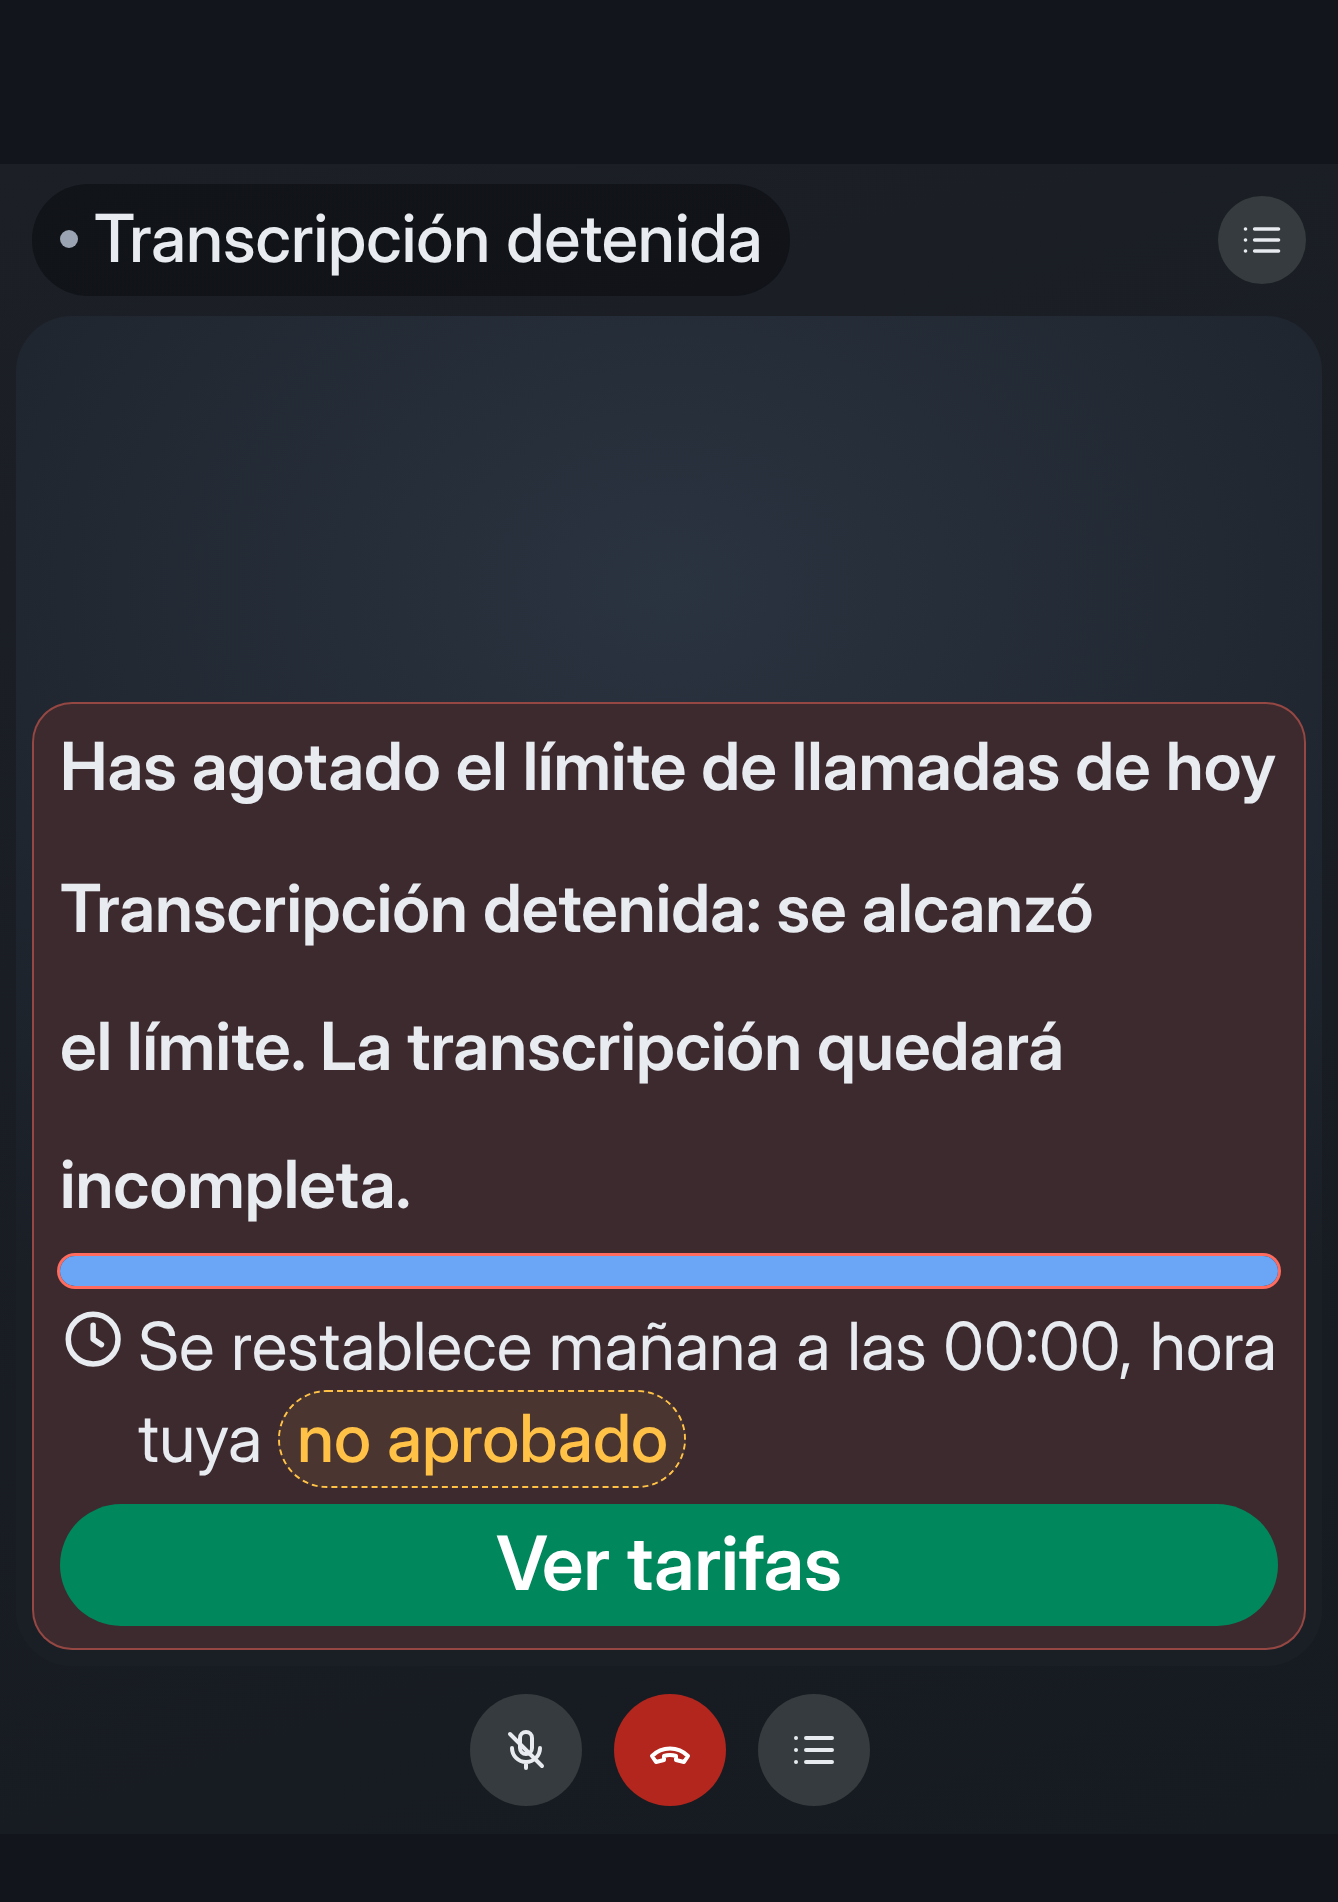 Transcripción detenida
Has agotado el límite de llamadas de hoy
Transcripción detenida: se alcanzó
el límite. La transcripción quedará
incompleta.
Se restablece mañana a las 00:00, hora
tuya no aprobado
Ver tarifas